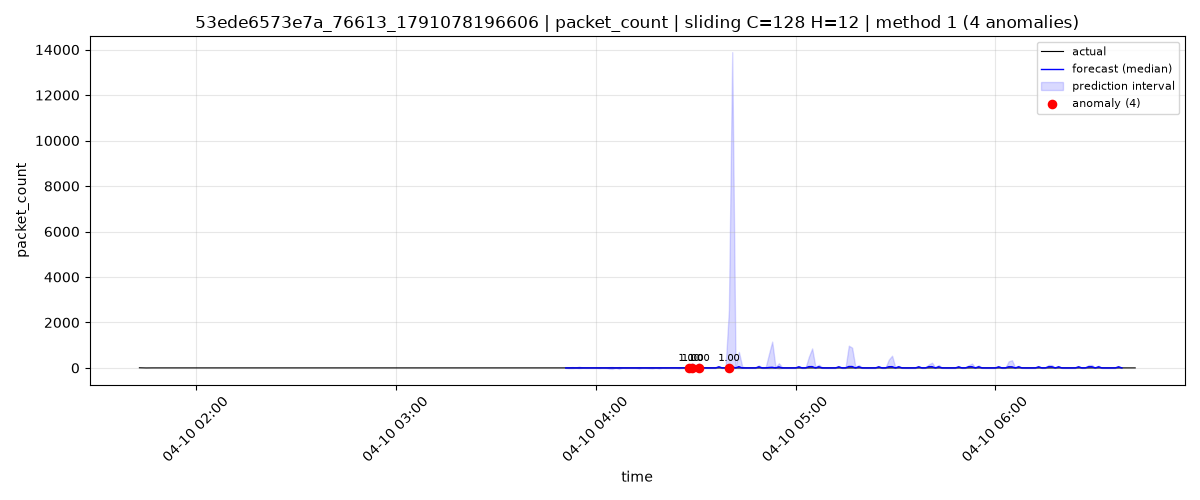 53ede6573e7a_76613_1791078196606 | packet_count | sliding C=128 H=12 | method 1 (4 anomalies)
packet_count
14000
12000
10000
8000
6000
4000
2000
0
actual
forecast (median)
prediction interval
anomaly (4)
1.00
04-10 02:00
04-10 03:00
04-10 04:00
04-10 05:00
04-10 06:00
time